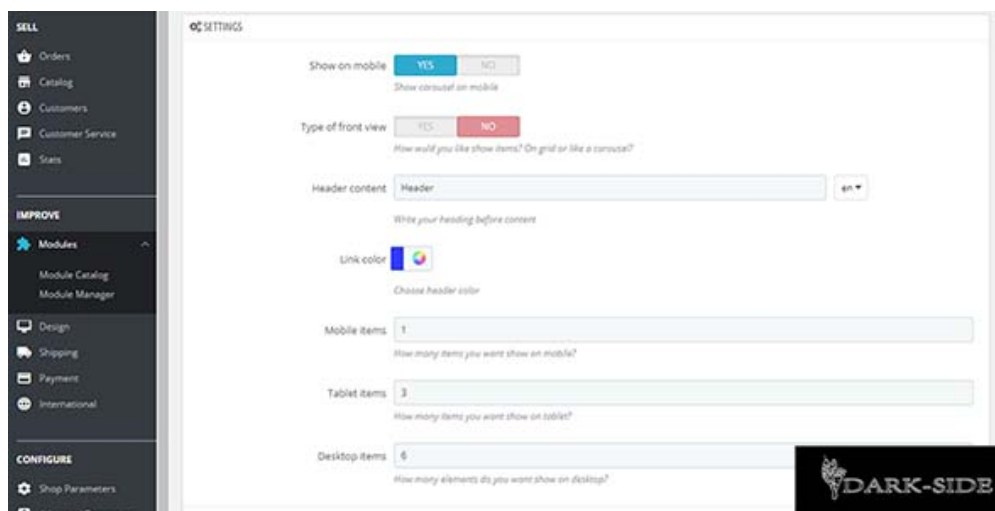 SELL
Orders
Catalog
Customers
Customer Service
Stats
IMPROVE
Modules
Module Catalog
Module Manager
Design
Shipping
Payment
International
CONFIGURE
Shop Parameters
SETTINGS
Show on mobile YES NO
Show carousel on mobile
Type of front view YES NO
How wuld you like show items? On grid or like a carousel?
Header content Header en
Write your heading before content
Link color
Choose header color
Mobile items 1
How many items you want show on mobile?
Tablet items 3
How many items you want show on tablet?
Desktop items 6
How many elements do you want show on desktop?
DARK-SIDE